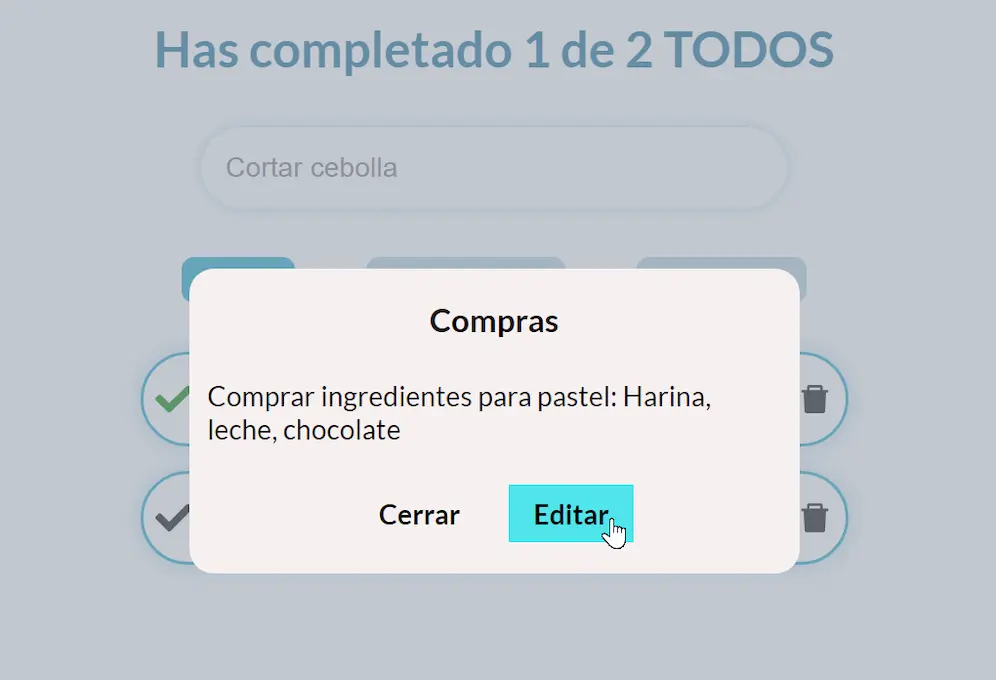 Has completado 1 de 2 TODOS
Cortar cebolla
Compras
Comprar ingredientes para pastel: Harina,
leche, chocolate
Cerrar
Editar